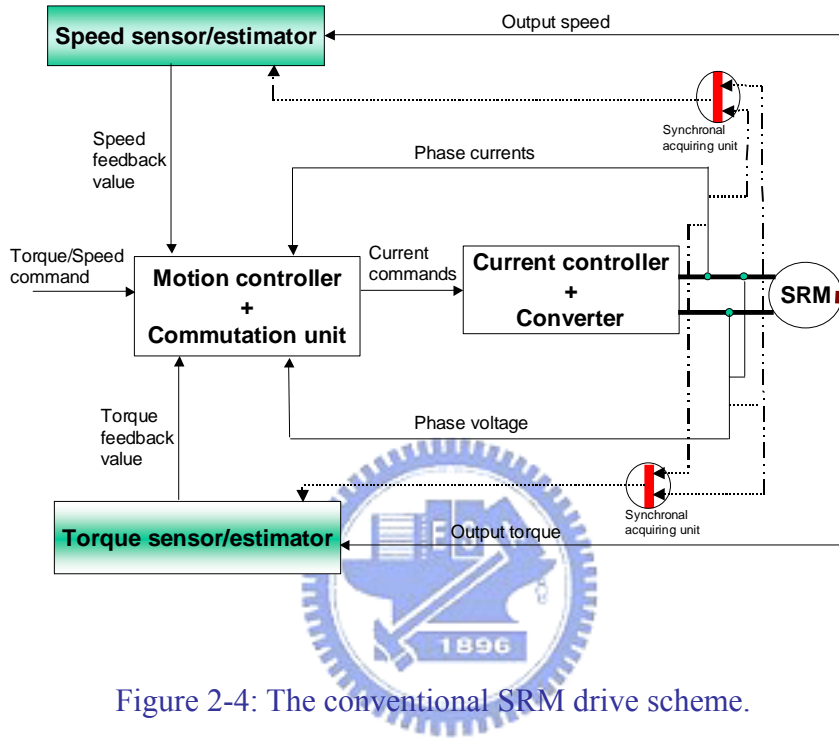 Speed sensor/estimator
Output speed
Synchronal
acquiring unit
Speed
feedback
value
Phase currents
Torque/Speed
command
Motion controller
+
Commutation unit
Current
commands
Current controller
+
Converter
SRM
Torque
feedback
value
Phase voltage
Synchronal
acquiring unit
Torque sensor/estimator
Output torque
1896
Figure 2-4: The conventional SRM drive scheme.